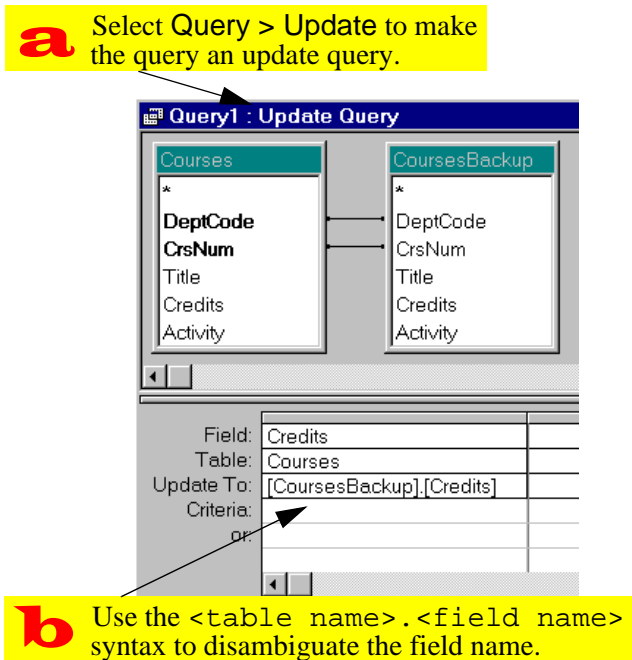 a
Select Query > Update to make
the query an update query.
Query1 : Update Query
Courses
*
DeptCode
CrsNum
Title
Credits
Activity
CoursesBackup
*
DeptCode
CrsNum
Title
Credits
Activity
Field: Credits
Table: Courses
Update To: [CoursesBackup].[Credits]
Criteria:
or:
b
Use the <table name>.<field name>
syntax to disambiguate the field name.